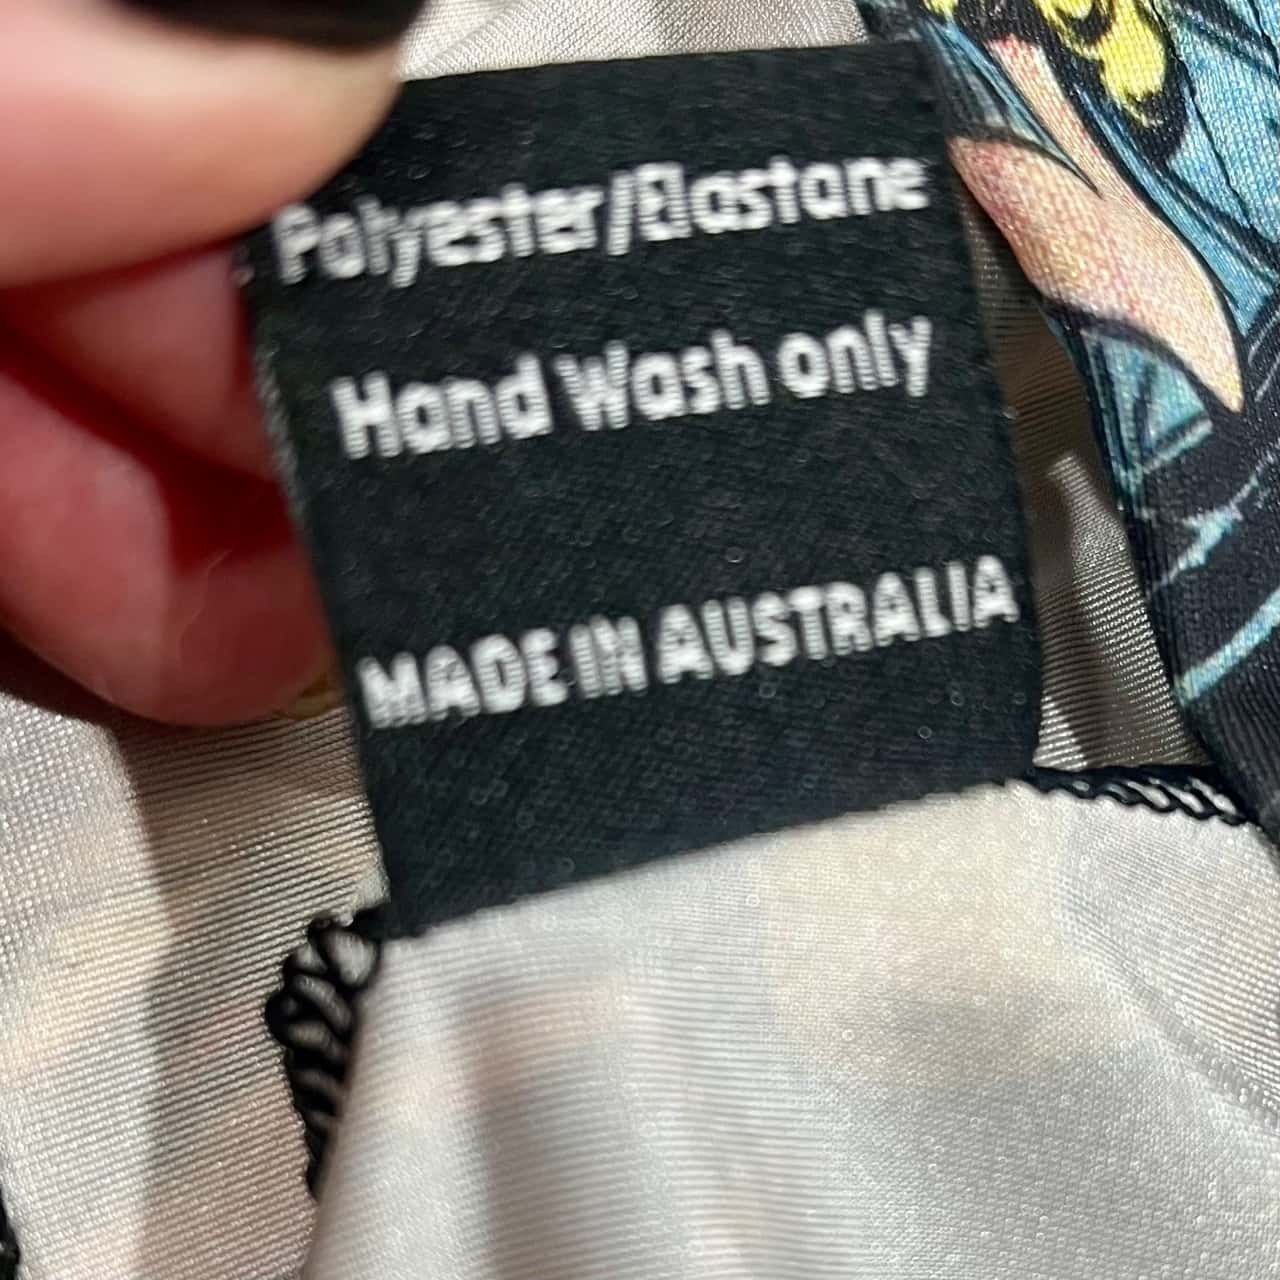 Polyester/Elastane
Hand Wash only
MADE IN AUSTRALIA